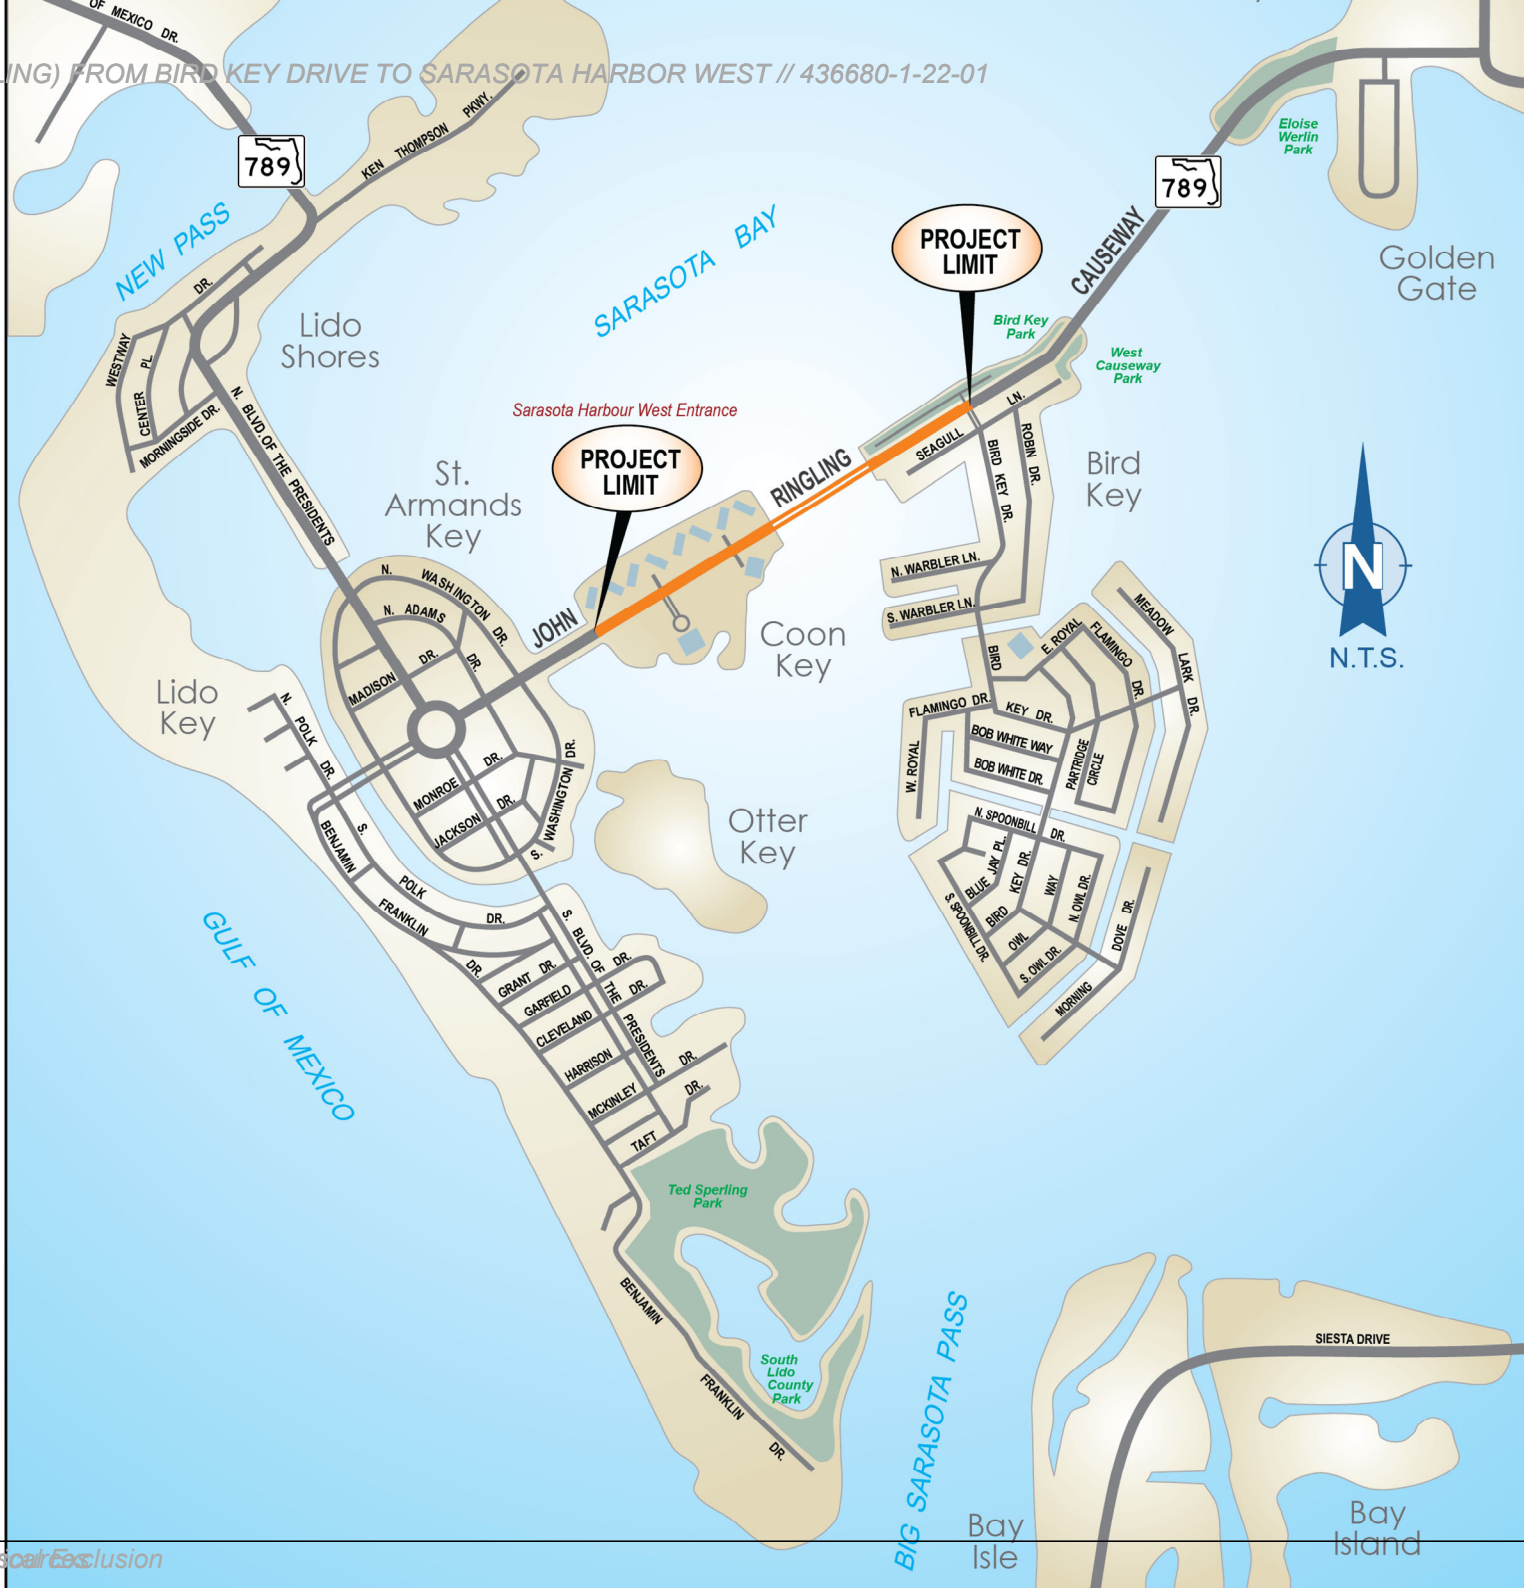 OF MEXICO DR.
ING) FROM BIRD KEY DRIVE TO SARASOTA HARBOR WEST // 436680-1-22-01
KEN THOMPSON PKWY.
789
789
Eloise
Werlin
Park
NEW PASS
SARASOTA BAY
PROJECT
LIMIT
CAUSEWAY
Golden
Gate
DR.
Lido
Shores
Bird Key
Park
West
Causeway
Park
WESTWAY
CENTER PL.
MORNINGSIDE DR.
N. BLVD. OF THE PRESIDENTS
Sarasota Harbour West Entrance
PROJECT
LIMIT
St.
Armands
Key
RINGLING
SEAGULL LN.
BIRD KEY DR.
ROBIN DR.
Bird
Key
N
N.T.S.
N. WARBLER LN.
S. WARBLER LN.
N. WASHINGTON DR.
N. ADAMS DR.
MADISON DR.
JOHN
Coon
Key
MEADOW LARK DR.
BIRD KEY DR.
E. ROYAL FLAMINGO DR.
Lido
Key
N. POLK DR.
FLAMINGO DR.
W. ROYAL
BOB WHITE WAY
BOB WHITE DR.
PARTRIDGE
CIRCLE
MONROE DR.
JACKSON DR.
S. WASHINGTON DR.
Otter
Key
BENJAMIN FRANKLIN DR.
S. POLK DR.
N. SPOONBILL DR.
BLUE JAY PL.
BIRD KEY DR.
OWL WAY
N. OWL DR.
S. SPOONBILL DR.
S. OWL DR.
DOVE DR.
MORNING
GULF OF MEXICO
S. BLVD. OF THE PRESIDENTS
GRANT DR.
GARFIELD DR.
CLEVELAND DR.
HARRISON
MCKINLEY DR.
TAFT DR.
Ted Sperling
Park
BENJAMIN FRANKLIN DR.
South
Lido
County
Park
BIG SARASOTA PASS
SIESTA DRIVE
Bay
Isle
Bay
Island
Exclusion